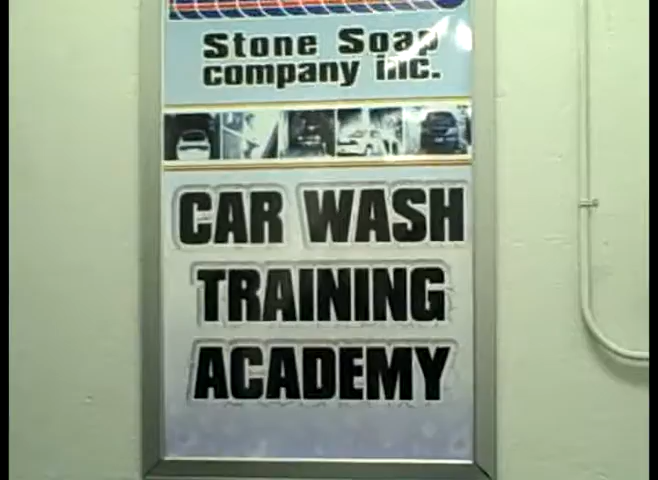 Stone Soap
company inc.
CAR WASH
TRAINING
ACADEMY